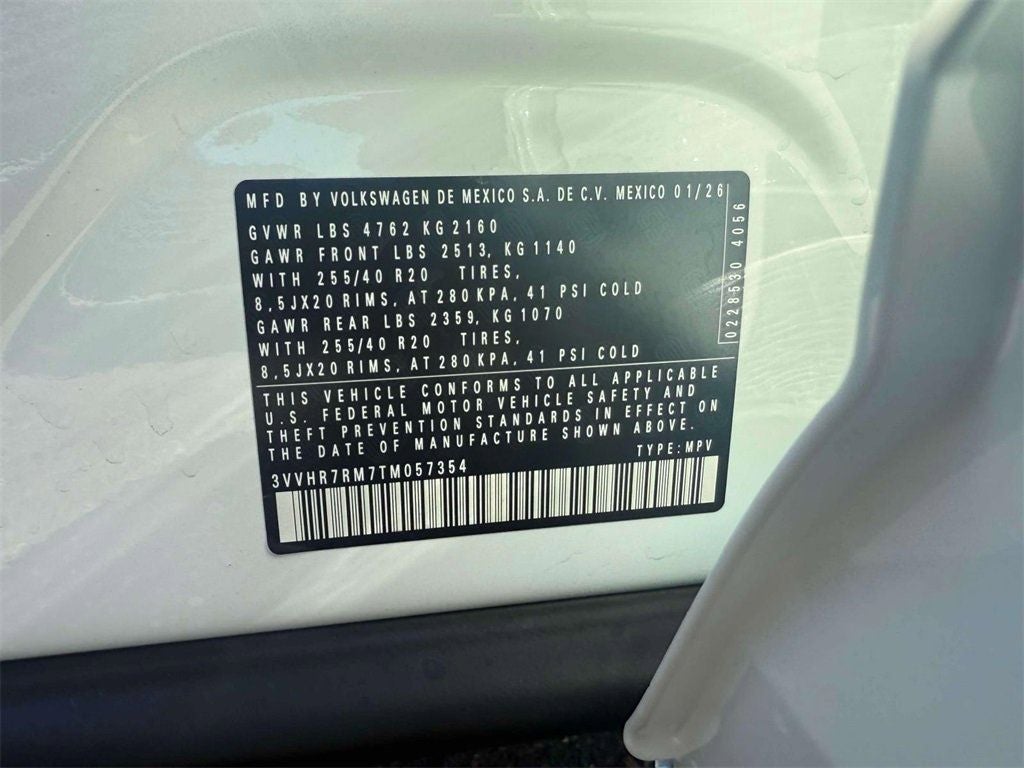 MFD BY VOLKSWAGEN DE MEXICO S.A. DE C.V. MEXICO 01/26
GVWR LBS 4762 KG 2160
GAWR FRONT LBS 2513, KG 1140
WITH 255/40 R20 TIRES,
8,5JX20 RIMS, AT 280 KPA, 41 PSI COLD
GAWR REAR LBS 2359, KG 1070
WITH 255/40 R20 TIRES,
8,5JX20 RIMS, AT 280 KPA, 41 PSI COLD
0228530 4056
THIS VEHICLE CONFORMS TO ALL APPLICABLE
U.S. FEDERAL MOTOR VEHICLE SAFETY AND
THEFT PREVENTION STANDARDS IN EFFECT ON
THE DATE OF MANUFACTURE SHOWN ABOVE.
TYPE: MPV
3VVHR7RM7TM057354